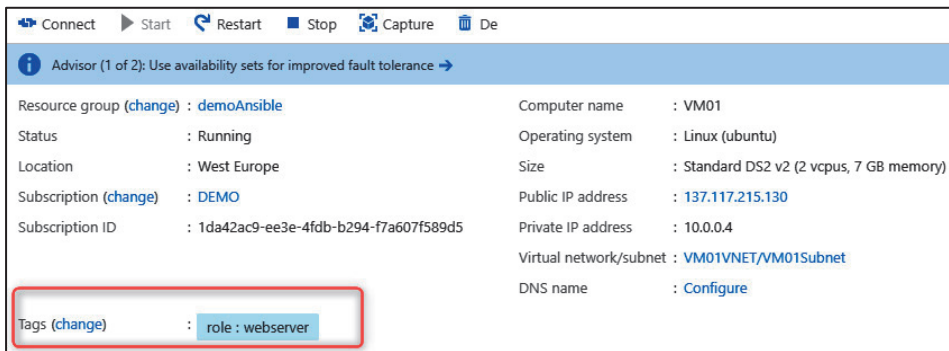 Connect Start Restart Stop Capture De
Advisor (1 of 2): Use availability sets for improved fault tolerance →
Resource group (change) : demoAnsible
Status : Running
Location : West Europe
Subscription (change) : DEMO
Subscription ID : 1da42ac9-ee3e-4fdb-b294-f7a607f589d5
Tags (change) : role : webserver
Computer name : VM01
Operating system : Linux (ubuntu)
Size : Standard DS2 v2 (2 vcpus, 7 GB memory)
Public IP address : 137.117.215.130
Private IP address : 10.0.0.4
Virtual network/subnet : VM01VNET/VM01Subnet
DNS name : Configure